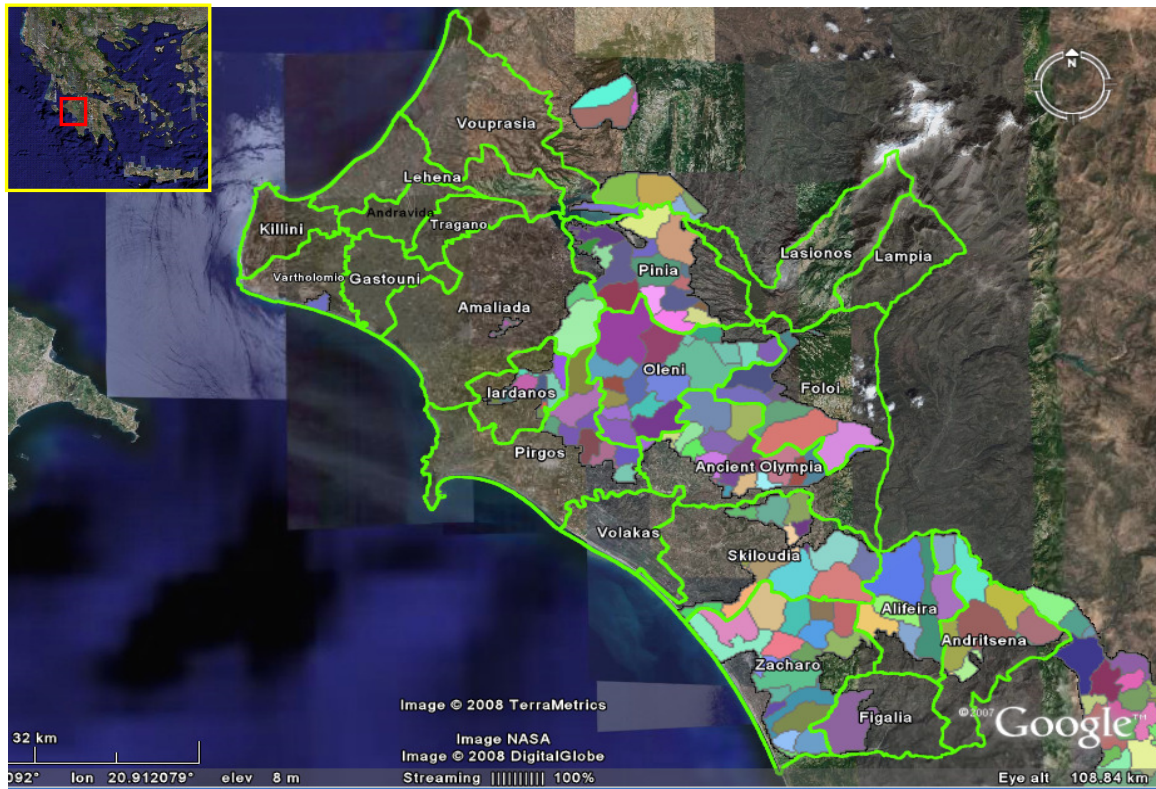 N
Vouprasia
Lehena
Andravida
Tragano
Killini
Lasionos
Lampia
Vartholomio
Gastouni
Pinia
Amaliada
Oleni
Iardanos
Foloi
Pirgos
Ancient Olympia
Volakas
Skiloudia
Alifeira
Andritsena
Zacharo
Figalia
Image © 2008 TerraMetrics
©2007 Google™
32 km
Image NASA
Image © 2008 DigitalGlobe
092° lon 20.912079° elev 8 m Streaming |||||||||| 100% Eye alt 108.84 km